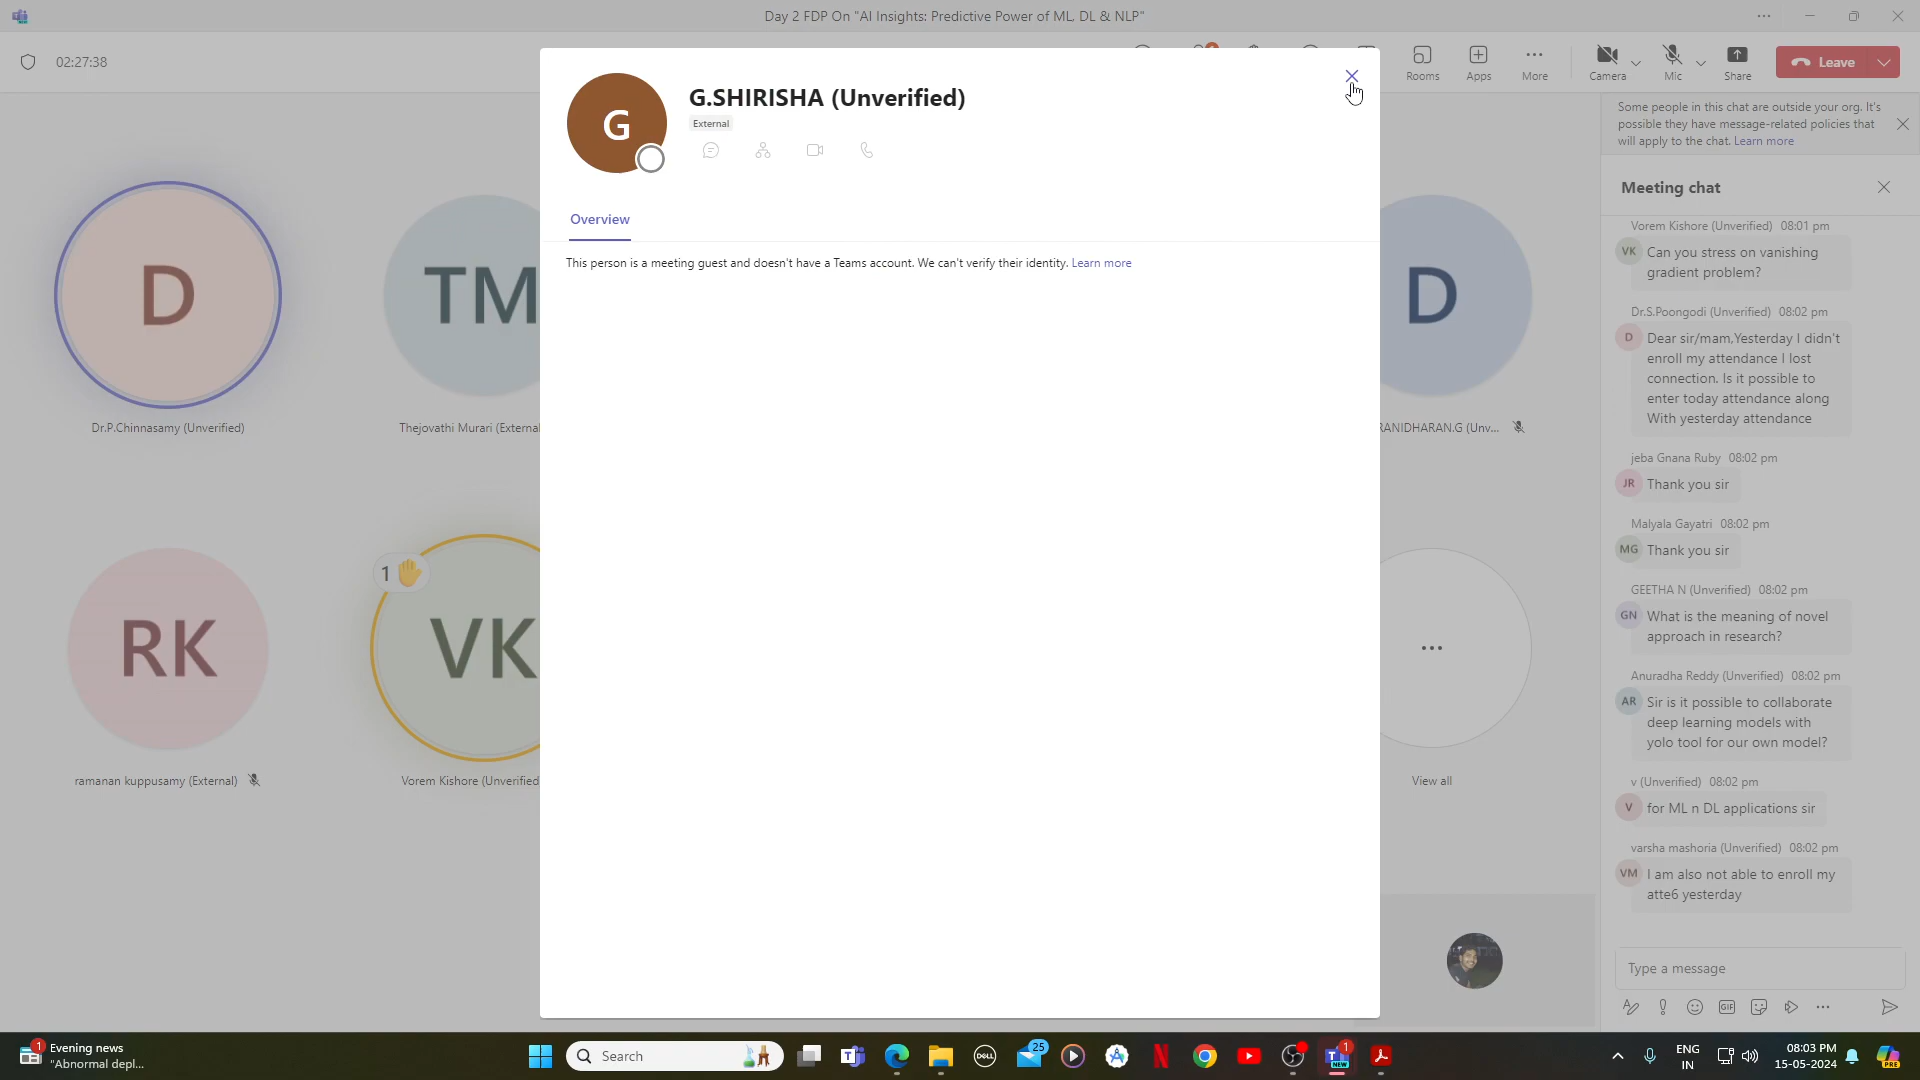 Day 2 FDP On "AI Insights: Predictive Power of ML, DL & NLP"
02:27:38
Rooms
Apps
More
Camera
Mic
Share
Leave
G
G.SHIRISHA (Unverified)
External
Overview
This person is a meeting guest and doesn't have a Teams account. We can't verify their identity. Learn more
D
Dr.P.Chinnasamy (Unverified)
TM
Thejovathi Murari (External
D
RANIDHARAN.G (Unv...
RK
ramanan kuppusamy (External)
1
VK
Vorem Kishore (Unverified
...
View all
Some people in this chat are outside your org. It's
possible they have message-related policies that
will apply to the chat. Learn more
Meeting chat
Vorem Kishore (Unverified) 08:01 pm
VK
Can you stress on vanishing
gradient problem?
Dr.S.Poongodi (Unverified) 08:02 pm
D
Dear sir/mam,Yesterday I didn't
enroll my attendance I lost
connection. Is it possible to
enter today attendance along
With yesterday attendance
jeba Gnana Ruby 08:02 pm
JR
Thank you sir
Malyala Gayatri 08:02 pm
MG
Thank you sir
GEETHA N (Unverified) 08:02 pm
GN
What is the meaning of novel
approach in research?
Anuradha Reddy (Unverified) 08:02 pm
AR
Sir is it possible to collaborate
deep learning models with
yolo tool for our own model?
v (Unverified) 08:02 pm
V
for ML n DL applications sir
varsha mashoria (Unverified) 08:02 pm
VM
I am also not able to enroll my
atte6 yesterday
Type a message
GIF
1
Evening news
"Abnormal depl...
Search
DELL
25
N
NEW
1
ENG
IN
08:03 PM
15-05-2024
PRE